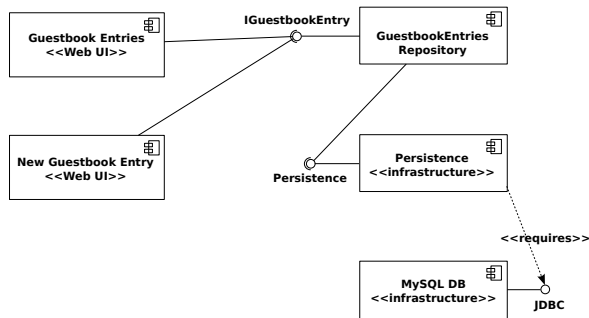 IGuestbookEntry
Guestbook Entries
<<Web UI>>
GuestbookEntries
Repository
New Guestbook Entry
<<Web UI>>
Persistence
Persistence
<<infrastructure>>
<<requires>>
MySQL DB
<<infrastructure>>
JDBC